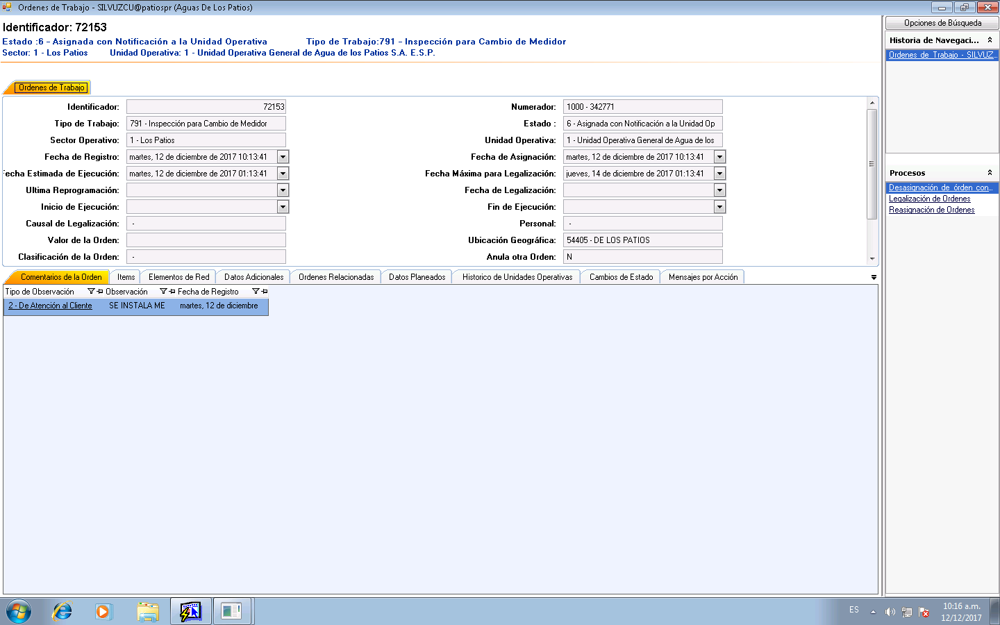 Ordenes de Trabajo - SILVUZCU@patiospr (Aguas De Los Patios)
Identificador: 72153
Estado :6 - Asignada con Notificación a la Unidad Operativa Tipo de Trabajo:791 - Inspección para Cambio de Medidor
Sector: 1 - Los Patios Unidad Operativa: 1 - Unidad Operativa General de Agua de los Patios S.A. E.S.P.
Ordenes de Trabajo
Identificador: 72153 Numerador: 1000 - 342771
Tipo de Trabajo: 791 - Inspección para Cambio de Medidor Estado : 6 - Asignada con Notificación a la Unidad Op
Sector Operativo: 1 - Los Patios Unidad Operativa: 1 - Unidad Operativa General de Agua de los
Fecha de Registro: martes, 12 de diciembre de 2017 10:13:41 Fecha de Asignación: martes, 12 de diciembre de 2017 10:13:41
Fecha Estimada de Ejecución: martes, 12 de diciembre de 2017 01:13:41 Fecha Máxima para Legalización: jueves, 14 de diciembre de 2017 01:13:41
Ultima Reprogramación: Fecha de Legalización:
Inicio de Ejecución: Fin de Ejecución:
Causal de Legalización: - Personal: -
Valor de la Orden: Ubicación Geográfica: 54405 - DE LOS PATIOS
Clasificación de la Orden: - Anula otra Orden: N
Comentarios de la Orden Items Elementos de Red Datos Adicionales Ordenes Relacionadas Datos Planeados Historico de Unidades Operativas Cambios de Estado Mensajes por Acción
Tipo de Observación Observación Fecha de Registro
2 - De Atención al Cliente SE INSTALA ME martes, 12 de diciembre
Opciones de Búsqueda
Historia de Navegaci...
Ordenes de Trabajo - SILVUZ...
Procesos
Desasignación de órden con...
Legalización de Ordenes
Reasignación de Ordenes
ES
10:16 a.m.
12/12/2017